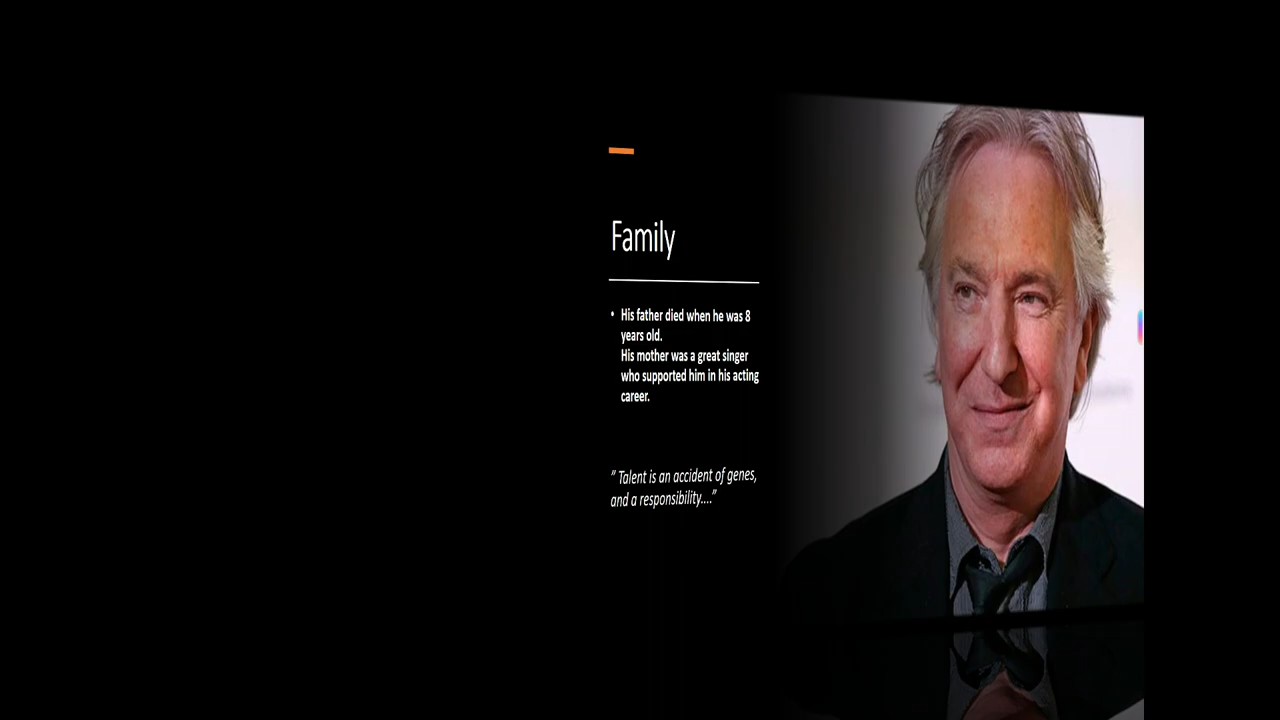 Family
• His father died when he was 8
years old.
His mother was a great singer
who supported him in his acting
career.
” Talent is an accident of genes,
and a responsibility....”